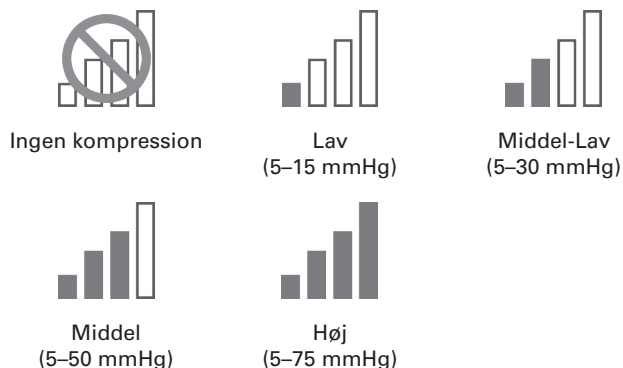 Ingen kompression
Lav
(5–15 mmHg)
Middel-Lav
(5–30 mmHg)
Middel
(5–50 mmHg)
Høj
(5–75 mmHg)